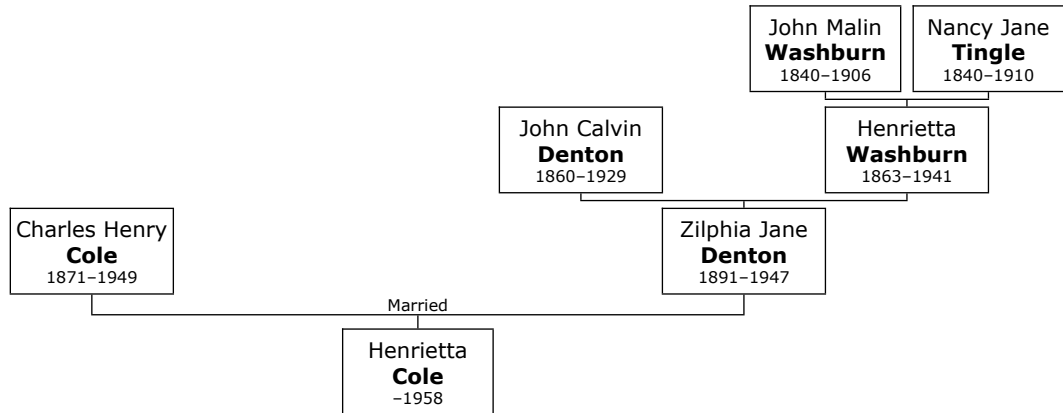 John Malin
Washburn
1840–1906
Nancy Jane
Tingle
1840–1910
John Calvin
Denton
1860–1929
Henrietta
Washburn
1863–1941
Charles Henry
Cole
1871–1949
Zilphia Jane
Denton
1891–1947
Married
Henrietta
Cole
–1958